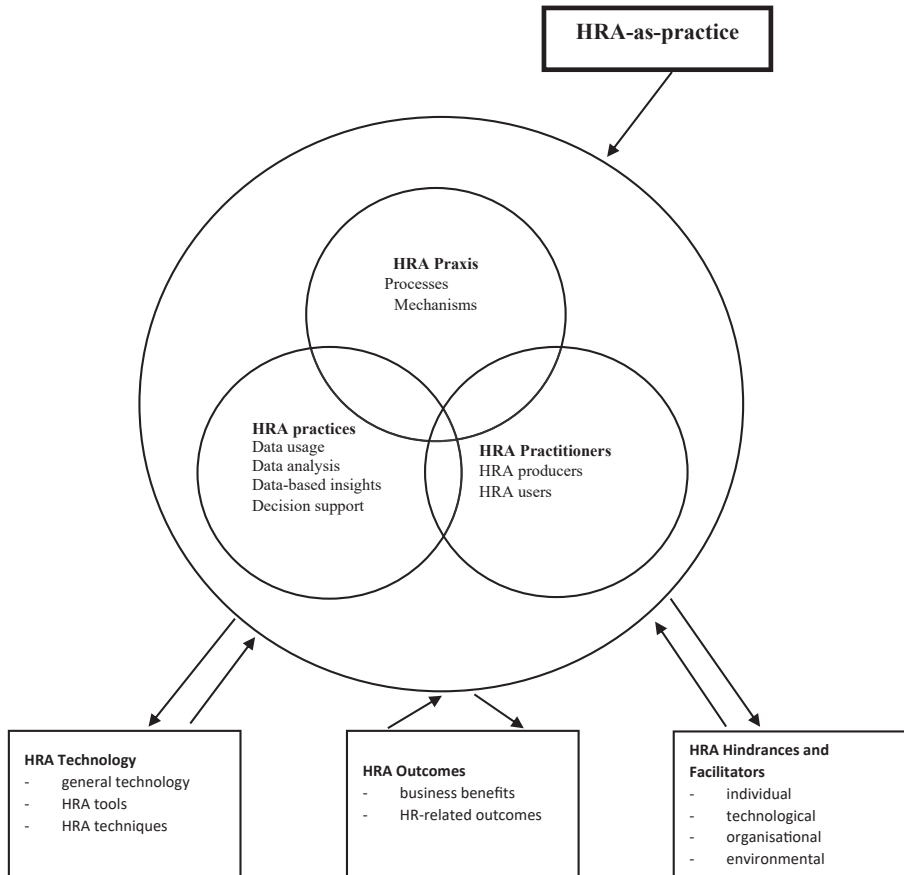 HRA-as-practice
HRA Praxis
Processes
Mechanisms
HRA practices
Data usage
Data analysis
Data-based insights
Decision support
HRA Practitioners
HRA producers
HRA users
HRA Technology
- general technology
- HRA tools
- HRA techniques
HRA Outcomes
- business benefits
- HR-related outcomes
HRA Hindrances and
Facilitators
- individual
- technological
- organisational
- environmental